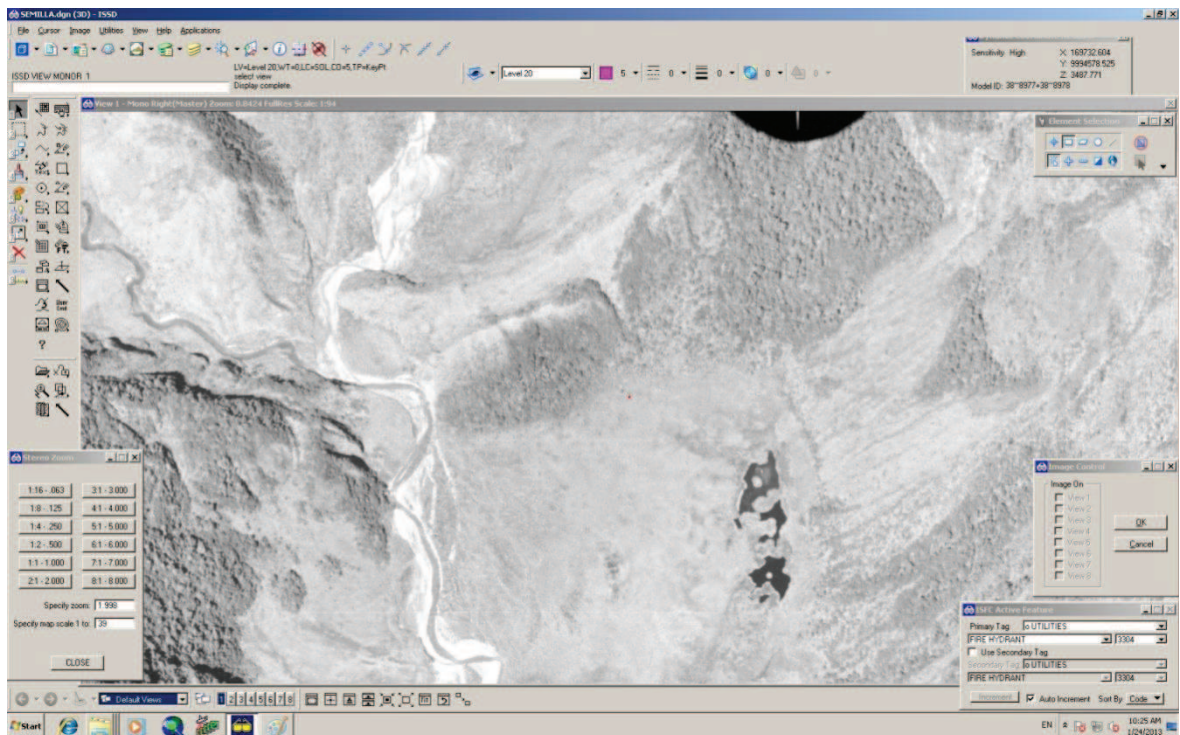 SEMILLA.dgn (3D) - ISSD
File Cursor Image Utilities View Help Applications
LV=Level 20,WT=0,LC=SOL,CO=5,TP=KeyPt
select view
Display complete.
ISSD VIEW MONOR 1
Level 20
5
0
0
0
0
Sensitivity High
X: 169732.604
Y: 9994578.525
Z: 3487.771
Model ID: 38~8977+38~8978
View 1 - Mono Right(Master) Zoom: 0.0424 Fullres Scale: 1:94
Element Selection
Stereo Zoom
1:16 - .063 3:1 - 3.000
1:8 - .125 4:1 - 4.000
1:4 - .250 5:1 - 5.000
1:2 - .500 6:1 - 6.000
1:1 - 1.000 7:1 - 7.000
2:1 - 2.000 8:1 - 8.000
Specify zoom: 1.998
Specify map scale 1 to: 39
CLOSE
Image Control
Image On
View 1
View 2
View 3
View 4
View 5
View 6
View 7
View 8
OK
Cancel
ISFC Active Feature
Primary Tag: o UTILITIES
FIRE HYDRANT 3304
Use Secondary Tag
Secondary Tag: o UTILITIES
FIRE HYDRANT 3304
Increment Auto Increment Sort By Code
Default Views 1 2 3 4 5 6 7 8
Start
EN
10:25 AM
1/24/2013